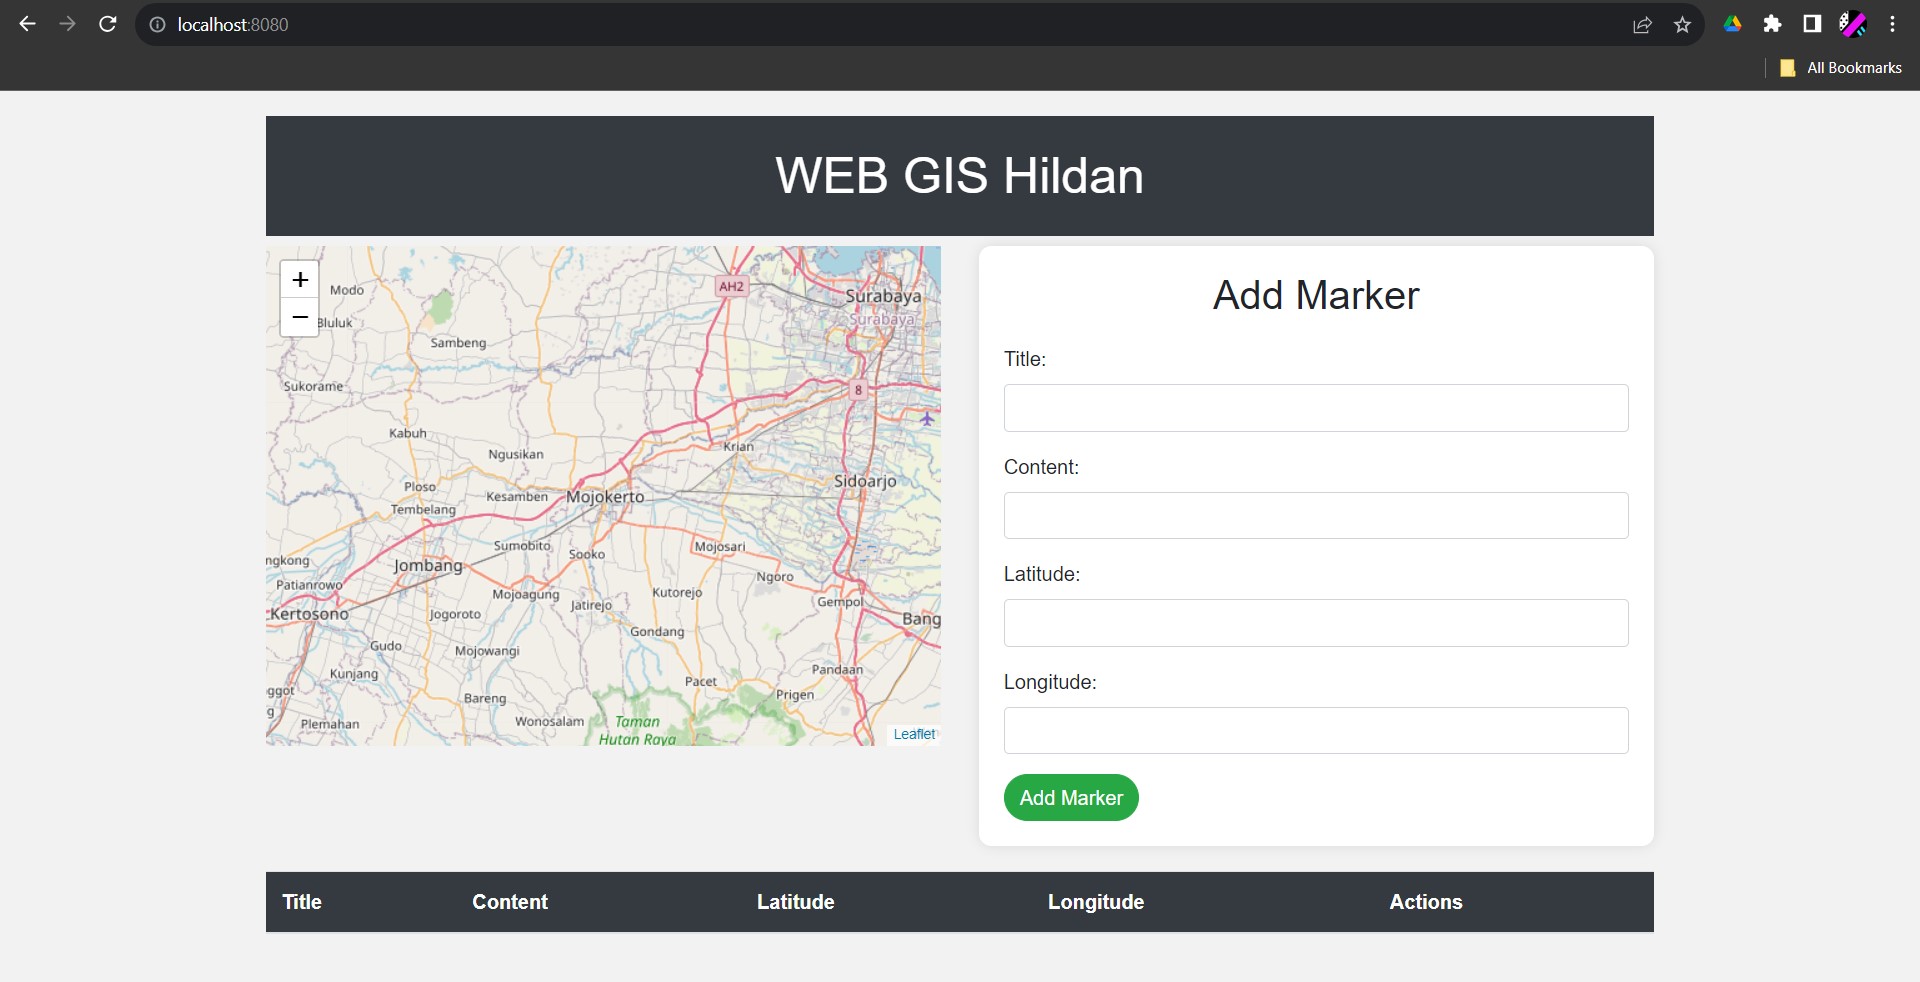 localhost:8080
All Bookmarks
WEB GIS Hildan
+
−
Modo
Bluluk
Sambeng
Sukorame
AH2
Surabaya
Surabaya
8
Kabuh
Ngusikan
Krian
Ploso
Kesamben
Mojokerto
Sidoarjo
Tembelang
Sumobito
Sooko
Mojosari
ngkong
Jombang
Patianrowo
Mojoagung
Jatirejo
Kutorejo
Ngoro
Gempol
Kertosono
Jogoroto
Gondang
Bang
Gudo
Mojowangi
Kunjang
Pacet
Pandaan
ggot
g
Bareng
Prigen
Plemahan
Wonosalam
Taman
Hutan Raya
Leaflet
Add Marker
Title:
Content:
Latitude:
Longitude:
Add Marker
Title Content Latitude Longitude Actions